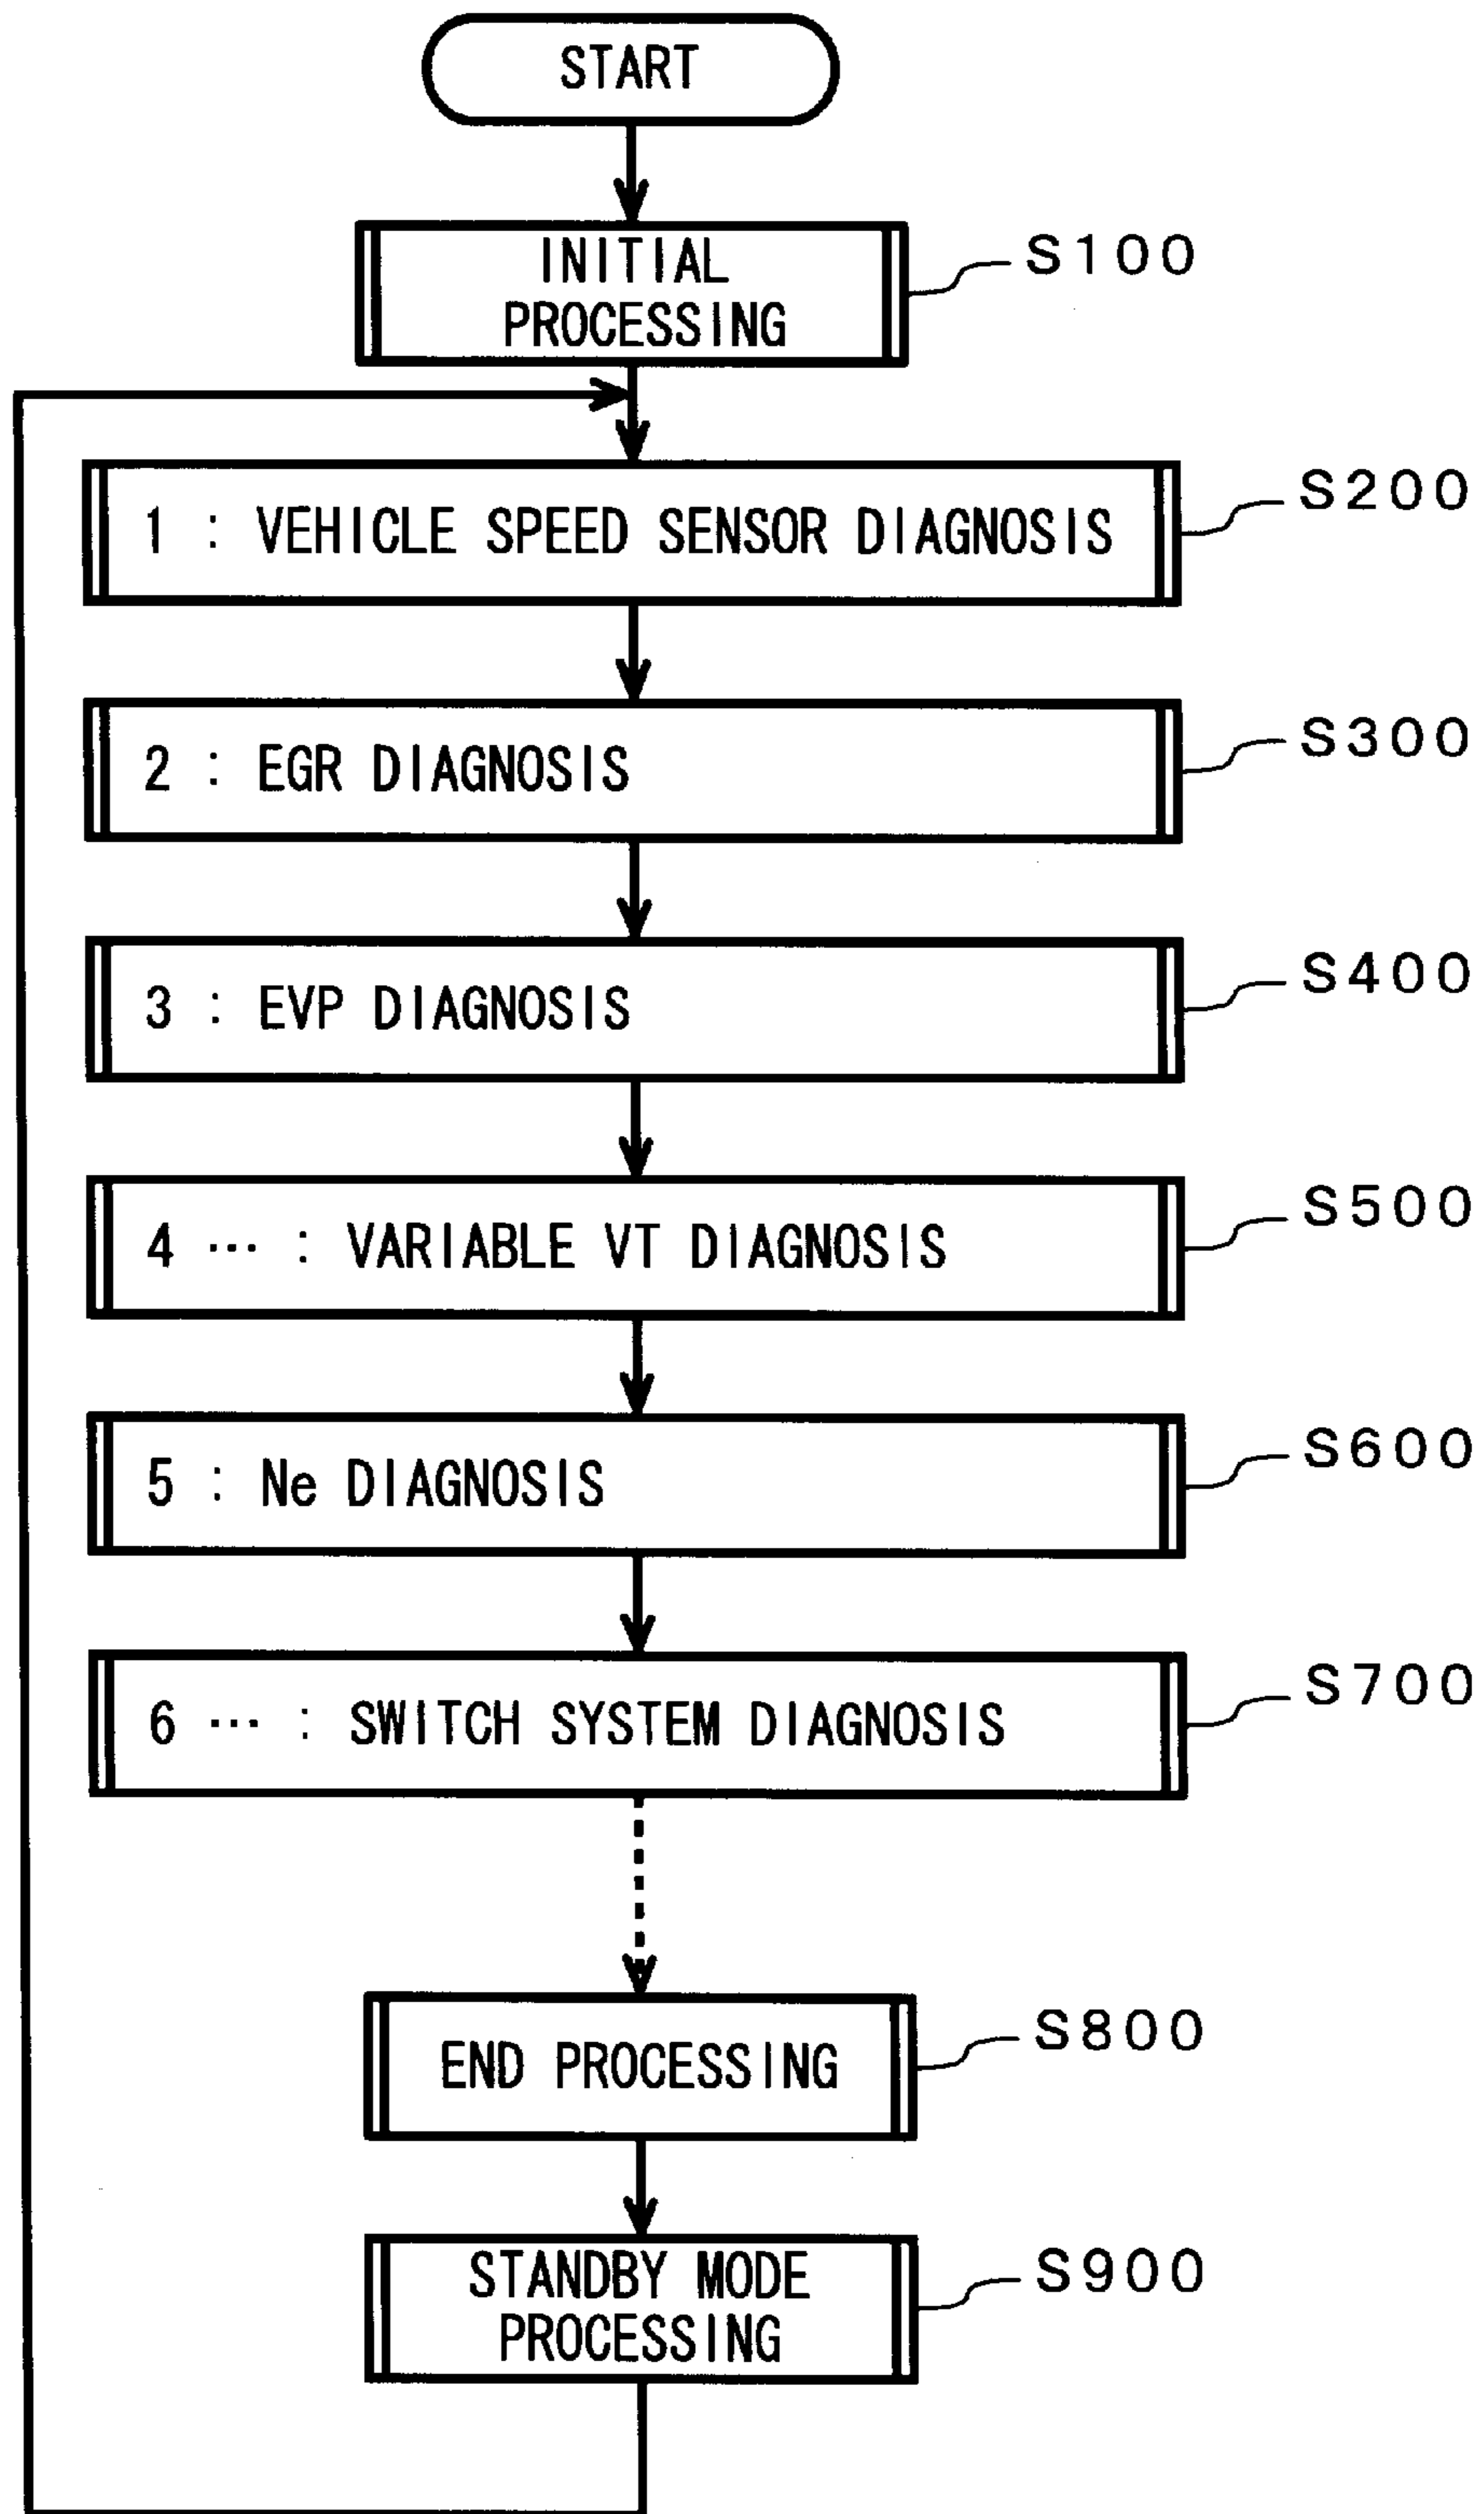 START
INITIAL
PROCESSING
S100
1 : VEHICLE SPEED SENSOR DIAGNOSIS
S200
2 : EGR DIAGNOSIS
S300
3 : EVP DIAGNOSIS
S400
4 ··· : VARIABLE VT DIAGNOSIS
S500
5 : Ne DIAGNOSIS
S600
6 ··· : SWITCH SYSTEM DIAGNOSIS
S700
END PROCESSING
S800
STANDBY MODE
PROCESSING
S900